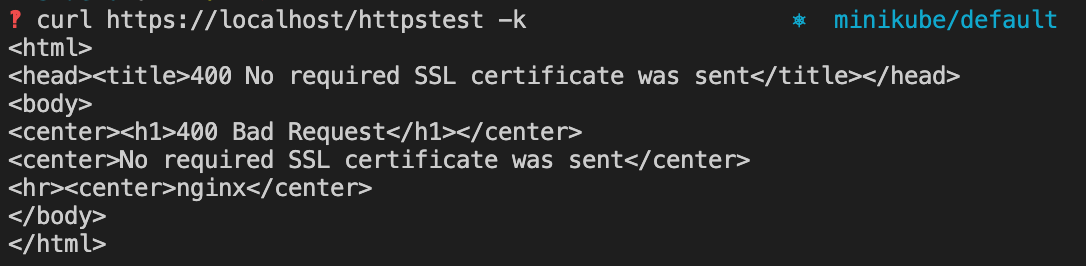 ? curl https://localhost/httpstest -k ⎈ minikube/default
<html>
<head><title>400 No required SSL certificate was sent</title></head>
<body>
<center><h1>400 Bad Request</h1></center>
<center>No required SSL certificate was sent</center>
<hr><center>nginx</center>
</body>
</html>